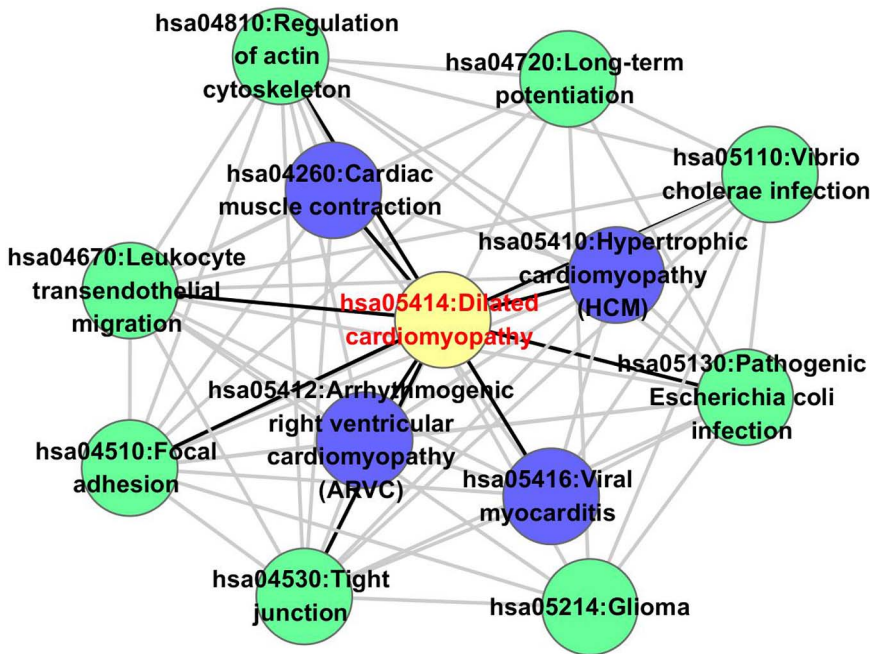 hsa04810:Regulation
of actin
cytoskeleton
hsa04720:Long-term
potentiation
hsa05110:Vibrio
cholerae infection
hsa04260:Cardiac
muscle contraction
hsa05410:Hypertrophic
cardiomyopathy
(HCM)
hsa04670:Leukocyte
transendothelial
migration
hsa05414:Dilated
cardiomyopathy
hsa05130:Pathogenic
Escherichia coli
infection
hsa05412:Arrhythmogenic
right ventricular
cardiomyopathy
(ARVC)
hsa04510:Focal
adhesion
hsa05416:Viral
myocarditis
hsa04530:Tight
junction
hsa05214:Glioma